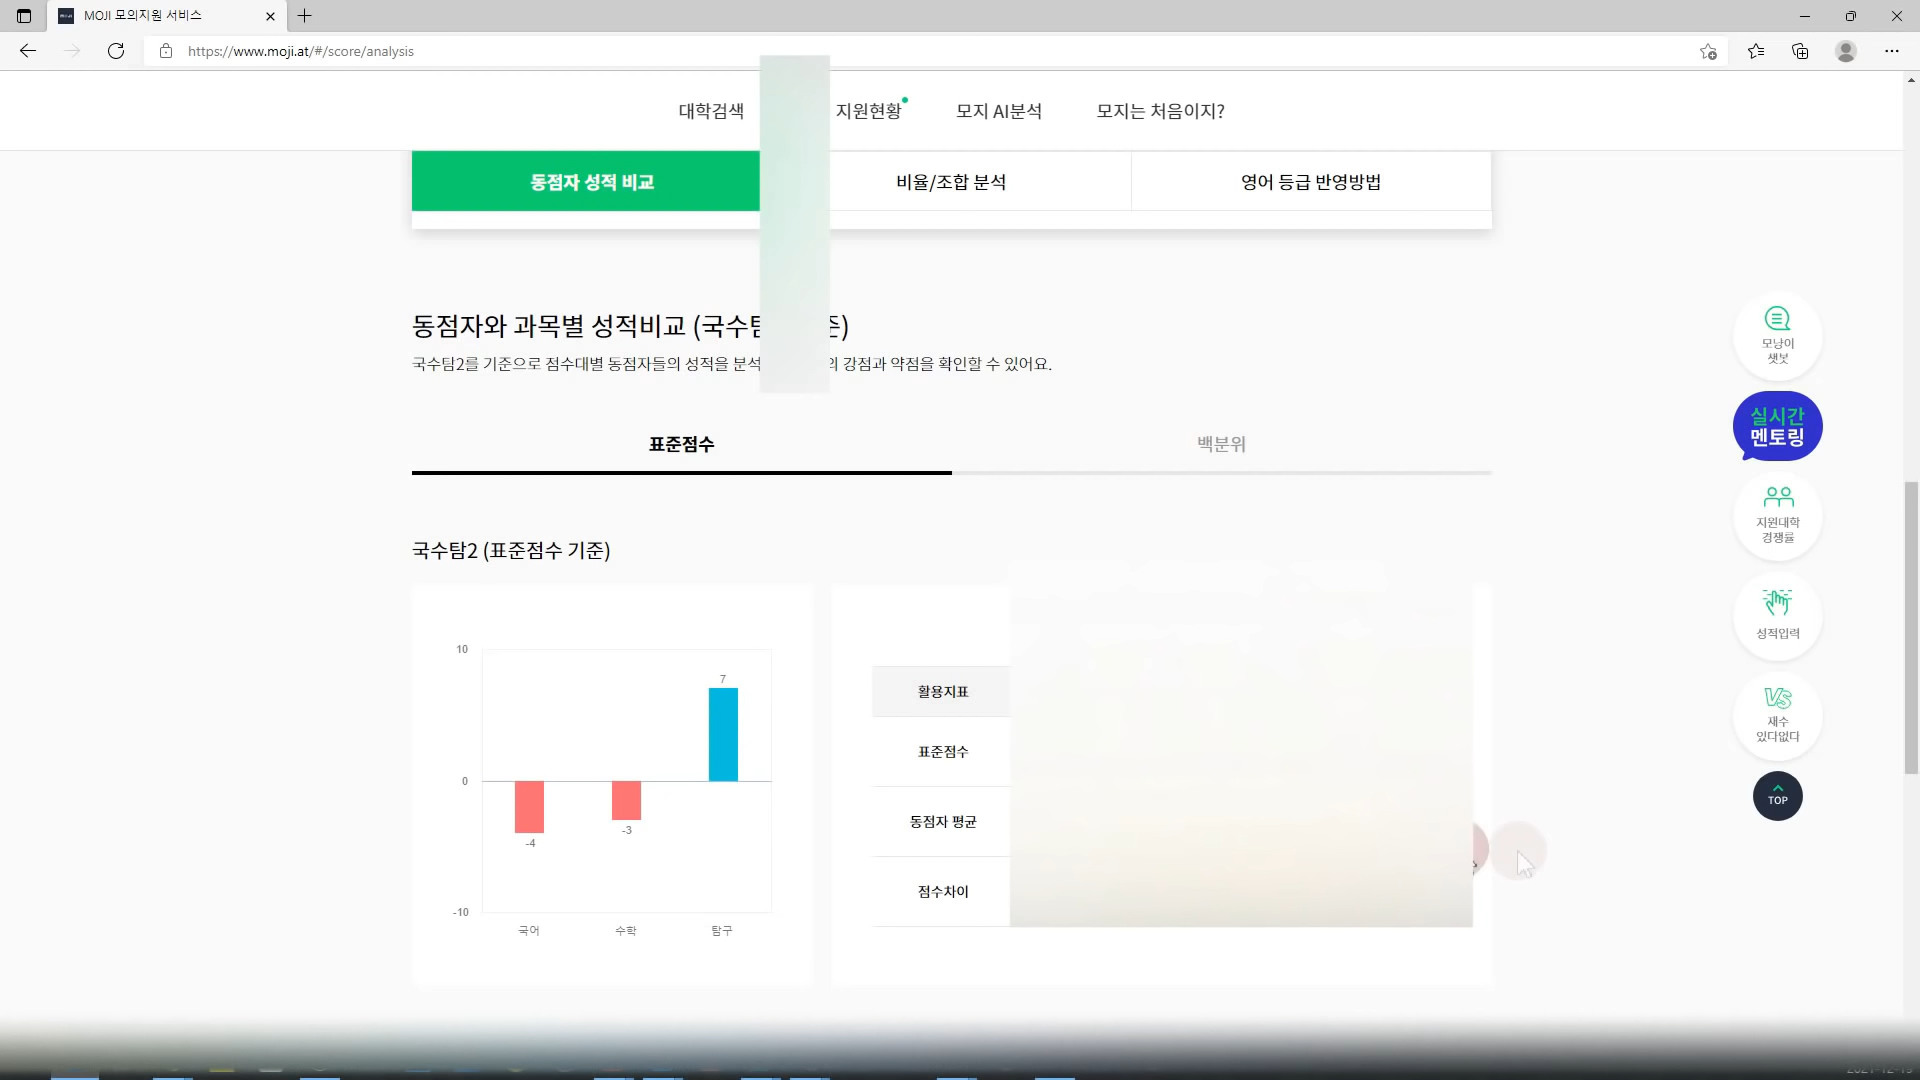 MOJI 모의지원 서비스
https://www.moji.at/#/score/analysis
대학검색 지원현황 모지 AI분석 모지는 처음이지?
동점자 성적 비교 비율/조합 분석 영어 등급 반영방법
동점자와 과목별 성적비교 (국수탐
국수탐2를 기준으로 점수대별 동점자들의 성적을 분석 강점과 약점을 확인할 수 있어요.
표준점수 백분위
국수탐2 (표준점수 기준)
10
7
0
-3
-4
-10
국어 수학 탐구
활용지표
표준점수
동점자 평균
점수차이
모냥이
챗봇
실시간
멘토링
지원대학
경쟁률
성적입력
VS
재수
있다없다
TOP